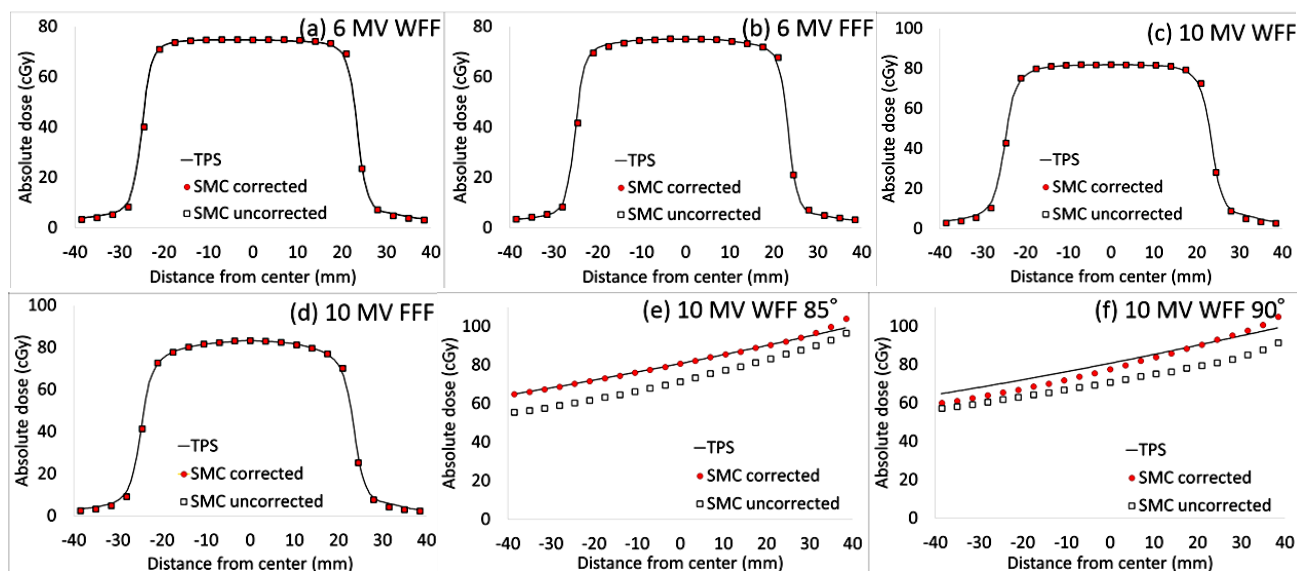 (a) 6 MV WFF
80
60
40
20
0
Absolute dose (cGy)
TPS
SMC corrected
SMC uncorrected
-40 -30 -20 -10 0 10 20 30 40
Distance from center (mm)
(b) 6 MV FFF
80
60
40
20
0
Absolute dose (cGy)
TPS
SMC corrected
SMC uncorrected
-40 -30 -20 -10 0 10 20 30 40
Distance from center (mm)
(c) 10 MV WFF
100
80
60
40
20
0
Absolute dose (cGy)
TPS
SMC corrected
SMC uncorrected
-40 -30 -20 -10 0 10 20 30 40
Distance from center (mm)
(d) 10 MV FFF
100
80
60
40
20
0
Absolute dose (cGy)
TPS
SMC corrected
SMC uncorrected
-40 -30 -20 -10 0 10 20 30 40
Distance from center (mm)
(e) 10 MV WFF 85°
100
80
60
40
20
0
Absolute dose (cGy)
TPS
SMC corrected
SMC uncorrected
-40 -20 0 20 40
Distance from center (mm)
(f) 10 MV WFF 90°
100
80
60
40
20
0
Absolute dose (cGy)
TPS
SMC corrected
SMC uncorrected
-40 -20 0 20 40
Distance from center (mm)